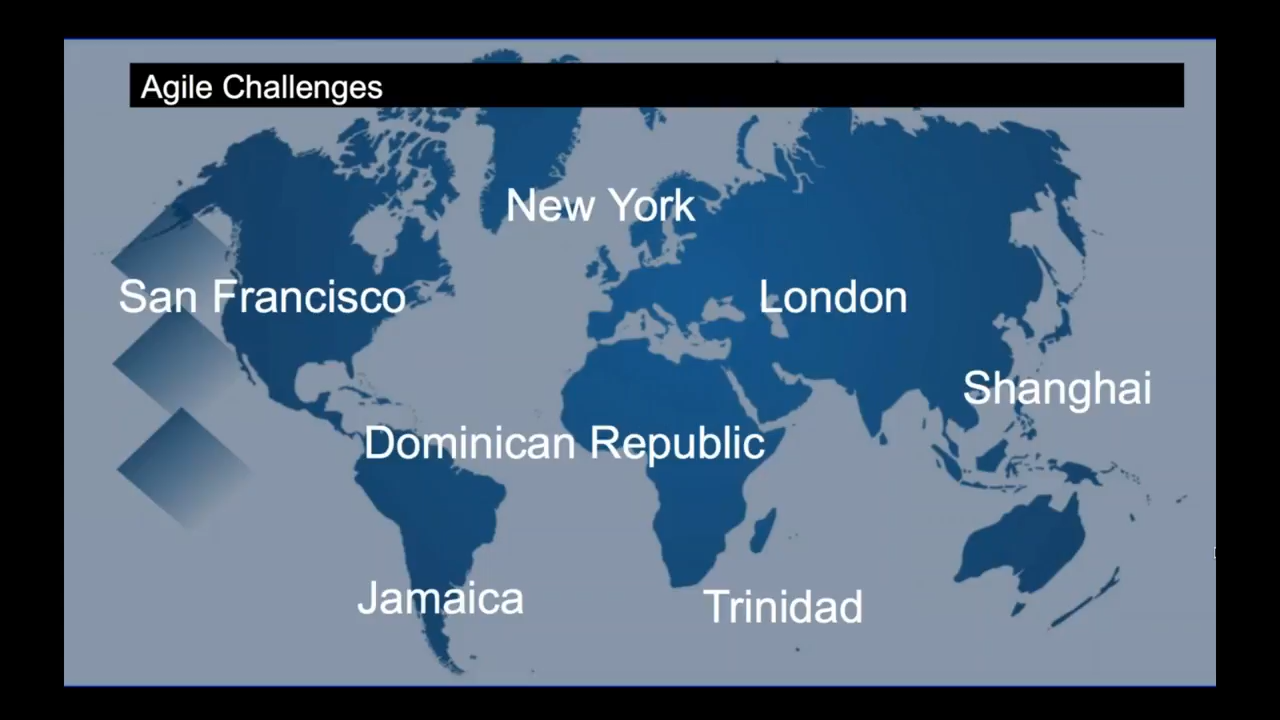 Agile Challenges
New York
San Francisco
London
Shanghai
Dominican Republic
Jamaica
Trinidad